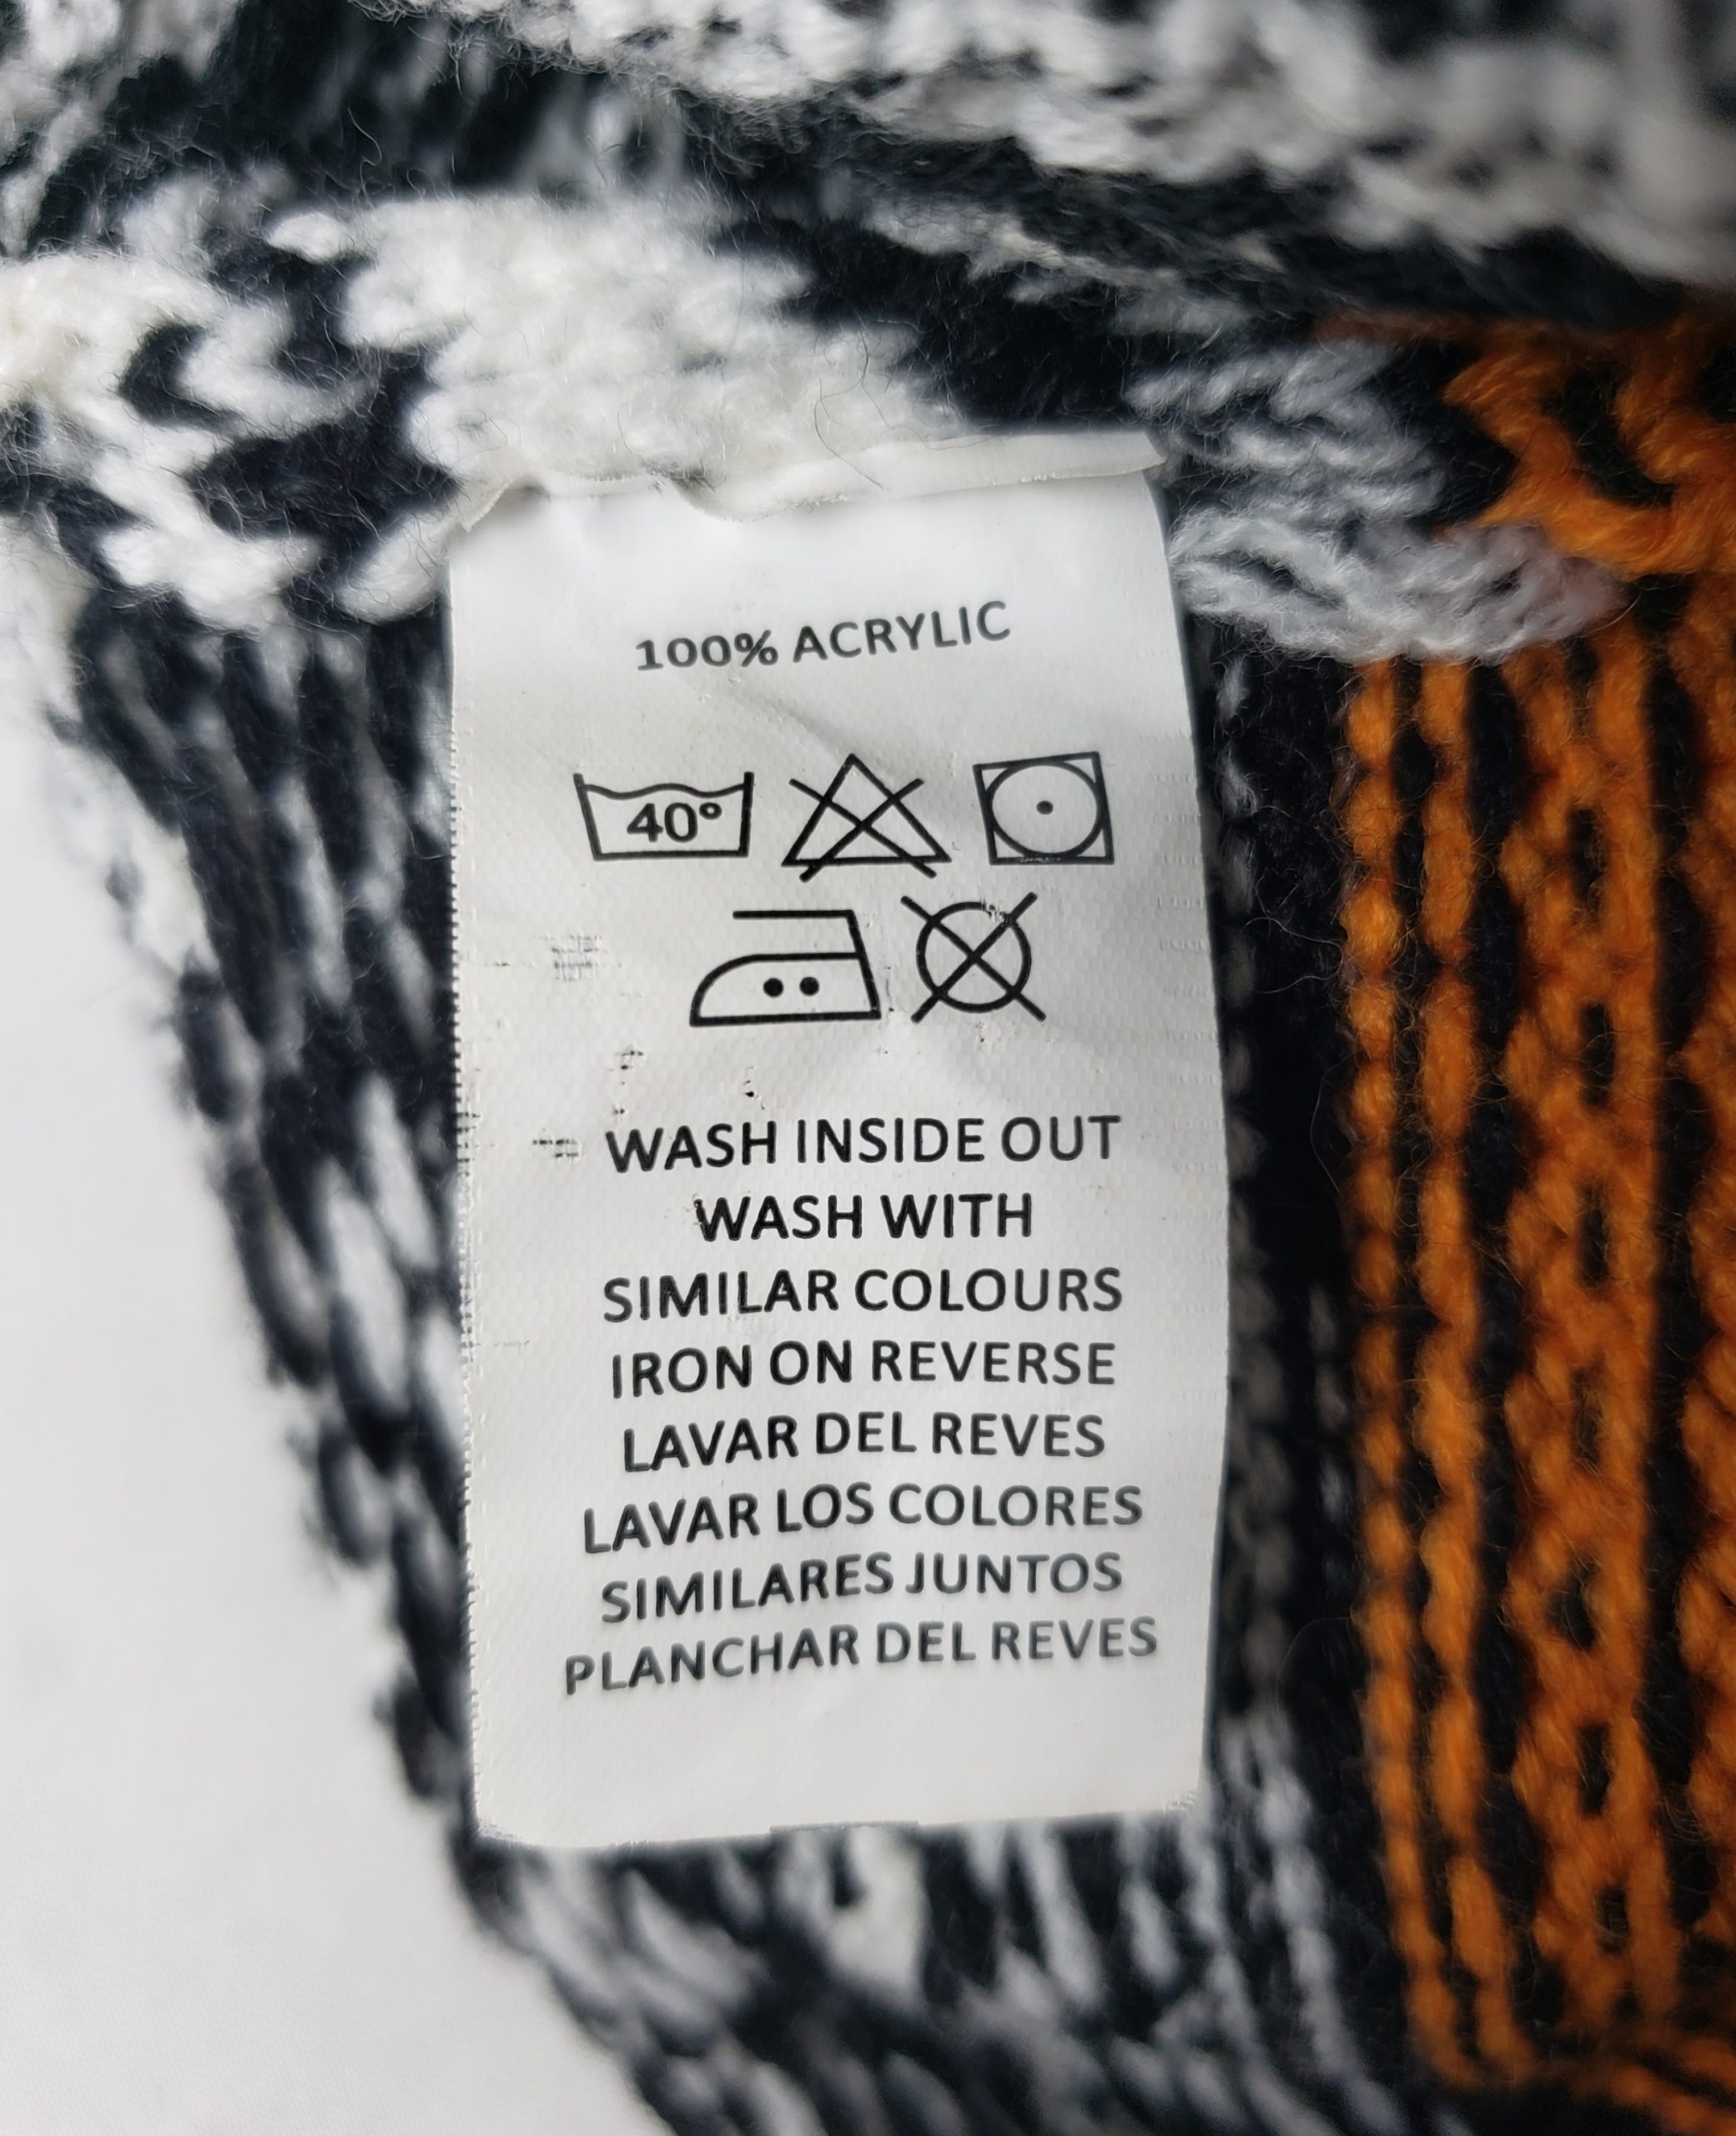 100% ACRYLIC
40°
WASH INSIDE OUT
WASH WITH
SIMILAR COLOURS
IRON ON REVERSE
LAVAR DEL REVES
LAVAR LOS COLORES
SIMILARES JUNTOS
PLANCHAR DEL REVES